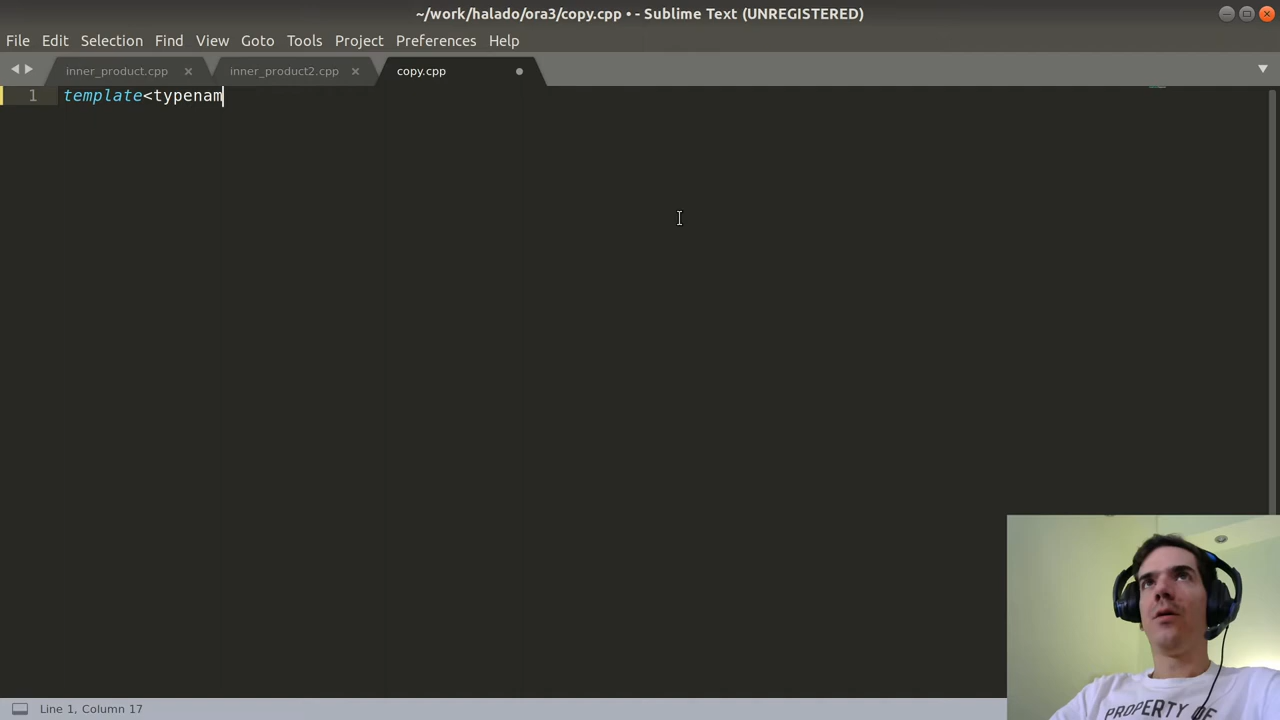 ~/work/halado/ora3/copy.cpp • - Sublime Text (UNREGISTERED)
File Edit Selection Find View Goto Tools Project Preferences Help
inner_product.cpp inner_product2.cpp copy.cpp
1 template<typenam
PROPERTY OF
Line 1, Column 17